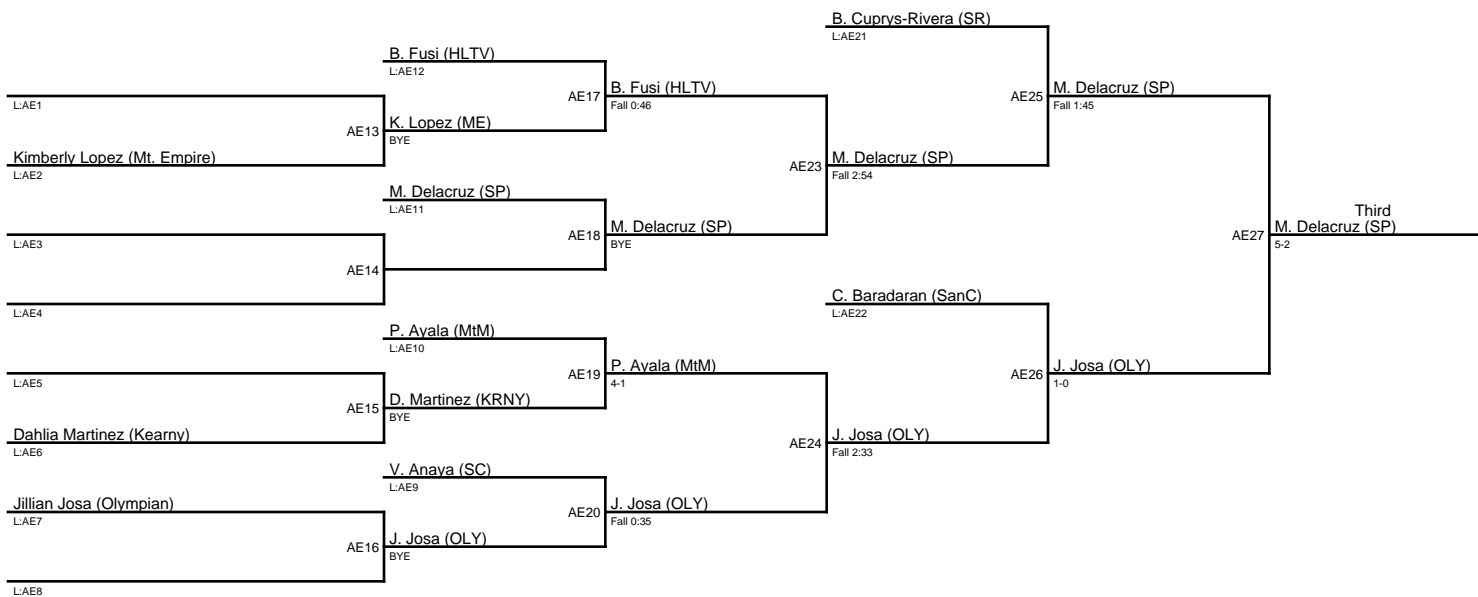 B. Cuprys-Rivera (SR)
L:AE21
B. Fusi (HLTV)
L:AE12
AE17
B. Fusi (HLTV)
Fall 0:46
AE25
M. Delacruz (SP)
Fall 1:45
L:AE1
AE13
K. Lopez (ME)
BYE
Kimberly Lopez (Mt. Empire)
L:AE2
AE23
M. Delacruz (SP)
Fall 2:54
M. Delacruz (SP)
L:AE11
Third
AE18
M. Delacruz (SP)
BYE
AE27
M. Delacruz (SP)
5-2
L:AE3
AE14
L:AE4
C. Baradaran (SanC)
L:AE22
P. Ayala (MtM)
L:AE10
AE19
P. Ayala (MtM)
4-1
AE26
J. Josa (OLY)
1-0
L:AE5
AE15
D. Martinez (KRNY)
BYE
Dahlia Martinez (Kearny)
L:AE6
AE24
J. Josa (OLY)
Fall 2:33
V. Anaya (SC)
L:AE9
Jillian Josa (Olympian)
L:AE7
AE20
J. Josa (OLY)
Fall 0:35
AE16
J. Josa (OLY)
BYE
L:AE8